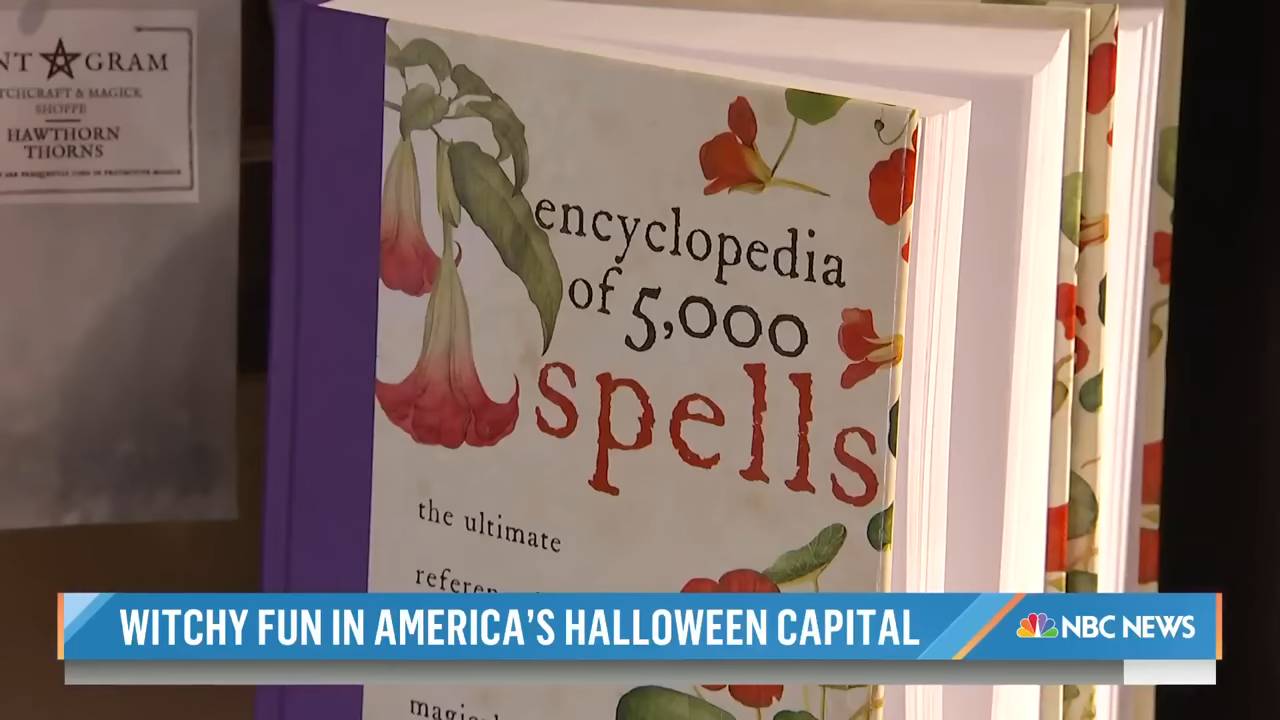 NT GRAM
TCHCRAFT & MAGICK
SHOPPE
HAWTHORN
THORNS
encyclopedia
of 5,000
spells
the ultimate
WITCHY FUN IN AMERICA'S HALLOWEEN CAPITAL
NBC NEWS